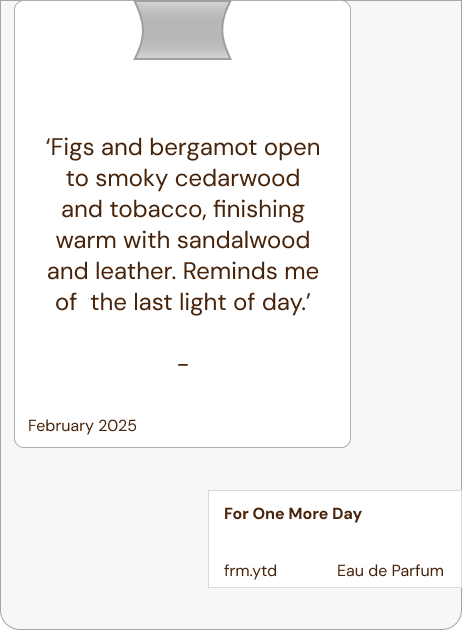 ‘Figs and bergamot open
to smoky cedarwood
and tobacco, finishing
warm with sandalwood
and leather. Reminds me
of  the last light of day.’
–
February 2025
For One More Day
frm.ytd Eau de Parfum